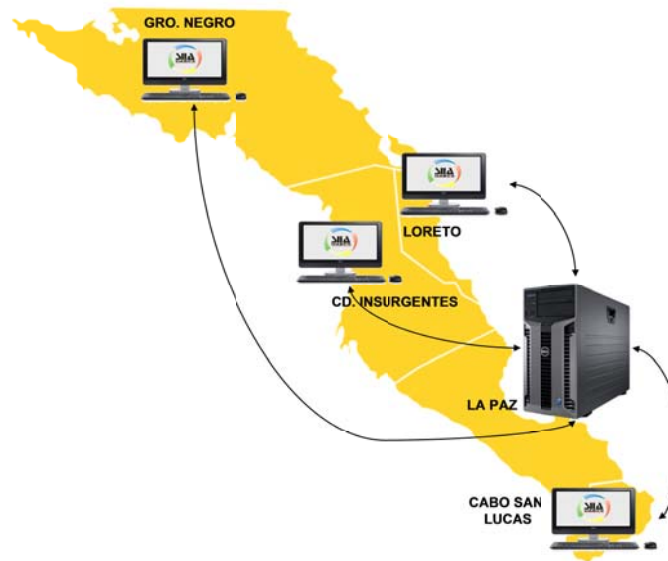 GRO. NEGRO
LORETO
CD. INSURGENTES
LA PAZ
CABO SAN
LUCAS